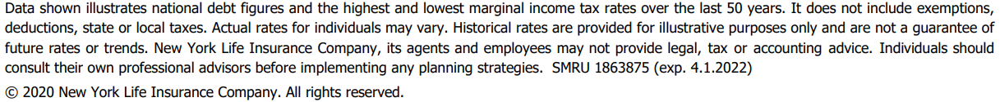 Data shown illustrates national debt figures and the highest and lowest marginal income tax rates over the last 50 years. It does not include exemptions,
deductions, state or local taxes. Actual rates for individuals may vary. Historical rates are provided for illustrative purposes only and are not a guarantee of
future rates or trends. New York Life Insurance Company, its agents and employees may not provide legal, tax or accounting advice. Individuals should
consult their own professional advisors before implementing any planning strategies.  SMRU 1863875 (exp. 4.1.2022)
© 2020 New York Life Insurance Company. All rights reserved.